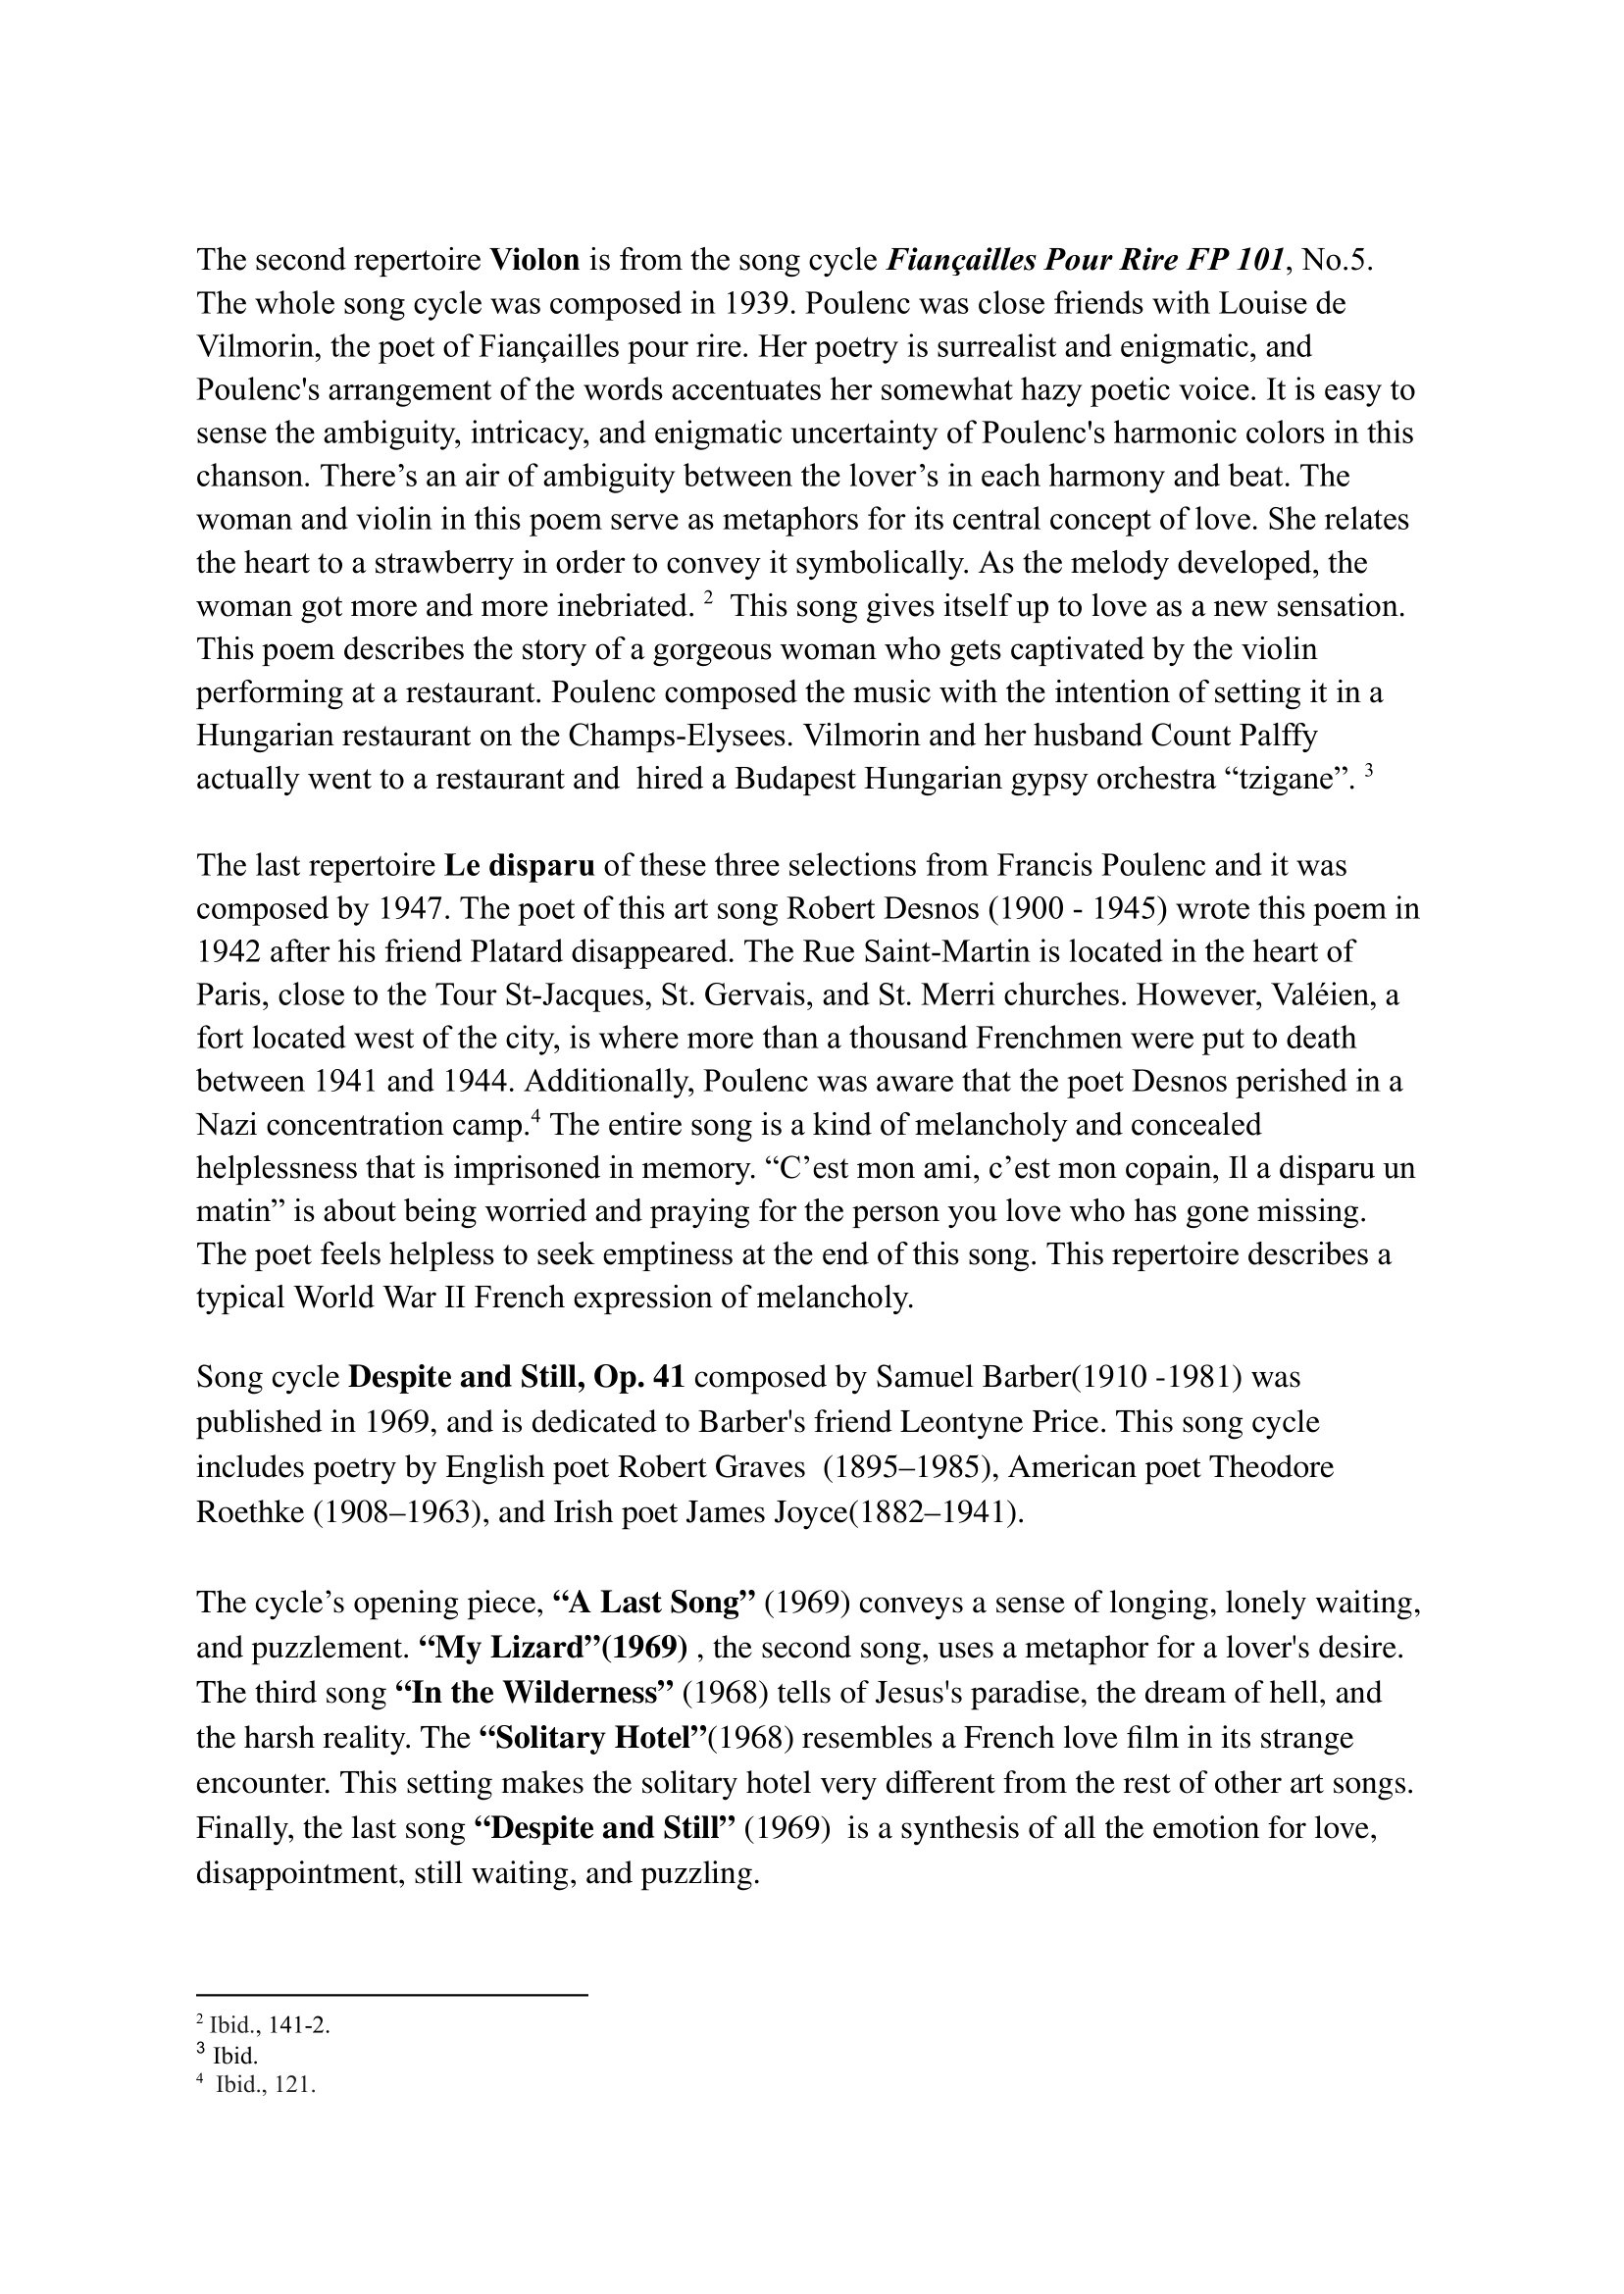 The second repertoire Violon is from the song cycle Fiançailles Pour Rire FP 101, No.5.
The whole song cycle was composed in 1939. Poulenc was close friends with Louise de
Vilmorin, the poet of Fiançailles pour rire. Her poetry is surrealist and enigmatic, and
Poulenc's arrangement of the words accentuates her somewhat hazy poetic voice. It is easy to
sense the ambiguity, intricacy, and enigmatic uncertainty of Poulenc's harmonic colors in this
chanson. There’s an air of ambiguity between the lover’s in each harmony and beat. The
woman and violin in this poem serve as metaphors for its central concept of love. She relates
the heart to a strawberry in order to convey it symbolically. As the melody developed, the
woman got more and more inebriated. 2  This song gives itself up to love as a new sensation.
This poem describes the story of a gorgeous woman who gets captivated by the violin
performing at a restaurant. Poulenc composed the music with the intention of setting it in a
Hungarian restaurant on the Champs-Elysees. Vilmorin and her husband Count Palffy
actually went to a restaurant and  hired a Budapest Hungarian gypsy orchestra “tzigane”. 3
The last repertoire Le disparu of these three selections from Francis Poulenc and it was
composed by 1947. The poet of this art song Robert Desnos (1900 - 1945) wrote this poem in
1942 after his friend Platard disappeared. The Rue Saint-Martin is located in the heart of
Paris, close to the Tour St-Jacques, St. Gervais, and St. Merri churches. However, Valéien, a
fort located west of the city, is where more than a thousand Frenchmen were put to death
between 1941 and 1944. Additionally, Poulenc was aware that the poet Desnos perished in a
Nazi concentration camp.4 The entire song is a kind of melancholy and concealed
helplessness that is imprisoned in memory. “C’est mon ami, c’est mon copain, Il a disparu un
matin” is about being worried and praying for the person you love who has gone missing.
The poet feels helpless to seek emptiness at the end of this song. This repertoire describes a
typical World War II French expression of melancholy.
Song cycle Despite and Still, Op. 41 composed by Samuel Barber(1910 -1981) was
published in 1969, and is dedicated to Barber's friend Leontyne Price. This song cycle
includes poetry by English poet Robert Graves  (1895–1985), American poet Theodore
Roethke (1908–1963), and Irish poet James Joyce(1882–1941).
The cycle’s opening piece, “A Last Song” (1969) conveys a sense of longing, lonely waiting,
and puzzlement. “My Lizard”(1969) , the second song, uses a metaphor for a lover's desire.
The third song “In the Wilderness” (1968) tells of Jesus's paradise, the dream of hell, and
the harsh reality. The “Solitary Hotel”(1968) resembles a French love film in its strange
encounter. This setting makes the solitary hotel very different from the rest of other art songs.
Finally, the last song “Despite and Still” (1969)  is a synthesis of all the emotion for love,
disappointment, still waiting, and puzzling.
2 Ibid., 141-2.
3 Ibid.
4  Ibid., 121.